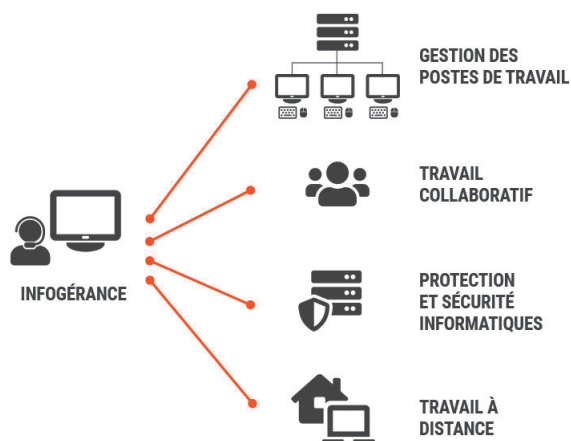 GESTION DES
POSTES DE TRAVAIL
TRAVAIL
COLLABORATIF
INFOGÉRANCE
PROTECTION
ET SÉCURITÉ
INFORMATIQUES
TRAVAIL À
DISTANCE